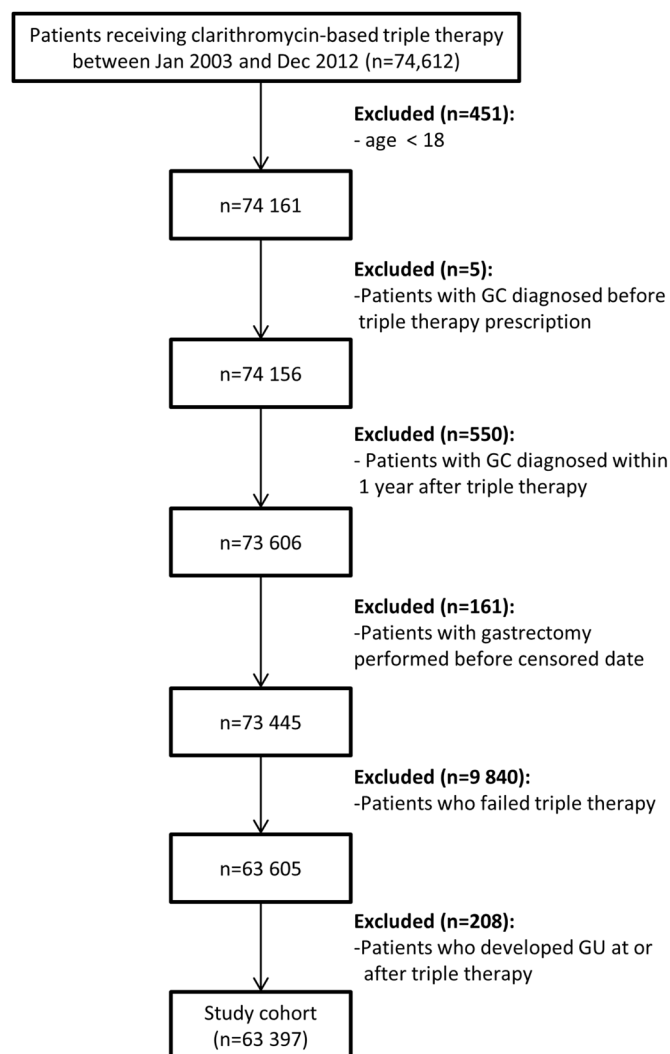 Patients receiving clarithromycin-based triple therapy
between Jan 2003 and Dec 2012 (n=74,612)
Excluded (n=451):
- age < 18
n=74 161
Excluded (n=5):
-Patients with GC diagnosed before
triple therapy prescription
n=74 156
Excluded (n=550):
- Patients with GC diagnosed within
1 year after triple therapy
n=73 606
Excluded (n=161):
-Patients with gastrectomy
performed before censored date
n=73 445
Excluded (n=9 840):
-Patients who failed triple therapy
n=63 605
Excluded (n=208):
-Patients who developed GU at or
after triple therapy
Study cohort
(n=63 397)